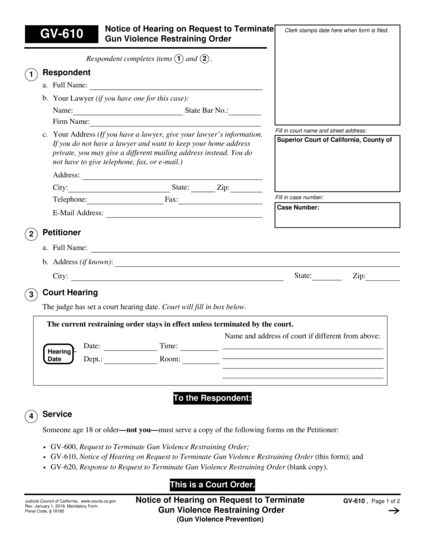 GV-610
Notice of Hearing on Request to Terminate
Gun Violence Restraining Order
Clerk stamps date here when form is filed.
Respondent completes items 1 and 2.
1 Respondent
a. Full Name:
b. Your Lawyer (if you have one for this case):
Name: State Bar No.:
Firm Name:
c. Your Address (If you have a lawyer, give your lawyer's information.
If you do not have a lawyer and want to keep your home address
private, you may give a different mailing address instead. You do
not have to give telephone, fax, or e-mail.)
Address:
City: State: Zip:
Telephone: Fax:
E-Mail Address:
Fill in court name and street address:
Superior Court of California, County of
Fill in case number:
Case Number:
2 Petitioner
a. Full Name:
b. Address (if known):
City: State: Zip:
3 Court Hearing
The judge has set a court hearing date. Court will fill in box below.
The current restraining order stays in effect unless terminated by the court.
Name and address of court if different from above:
Hearing
Date
Date: Time:
Dept.: Room:
To the Respondent:
4 Service
Someone age 18 or older—not you—must serve a copy of the following forms on the Petitioner:
• GV-600, Request to Terminate Gun Violence Restraining Order;
• GV-610, Notice of Hearing on Request to Terminate Gun Violence Restraining Order (this form); and
• GV-620, Response to Request to Terminate Gun Violence Restraining Order (blank copy).
This is a Court Order.
Judicial Council of California, www.courts.ca.gov
Rev. January 1, 2019, Mandatory Form
Penal Code, § 18185
Notice of Hearing on Request to Terminate
Gun Violence Restraining Order
(Gun Violence Prevention)
GV-610, Page 1 of 2